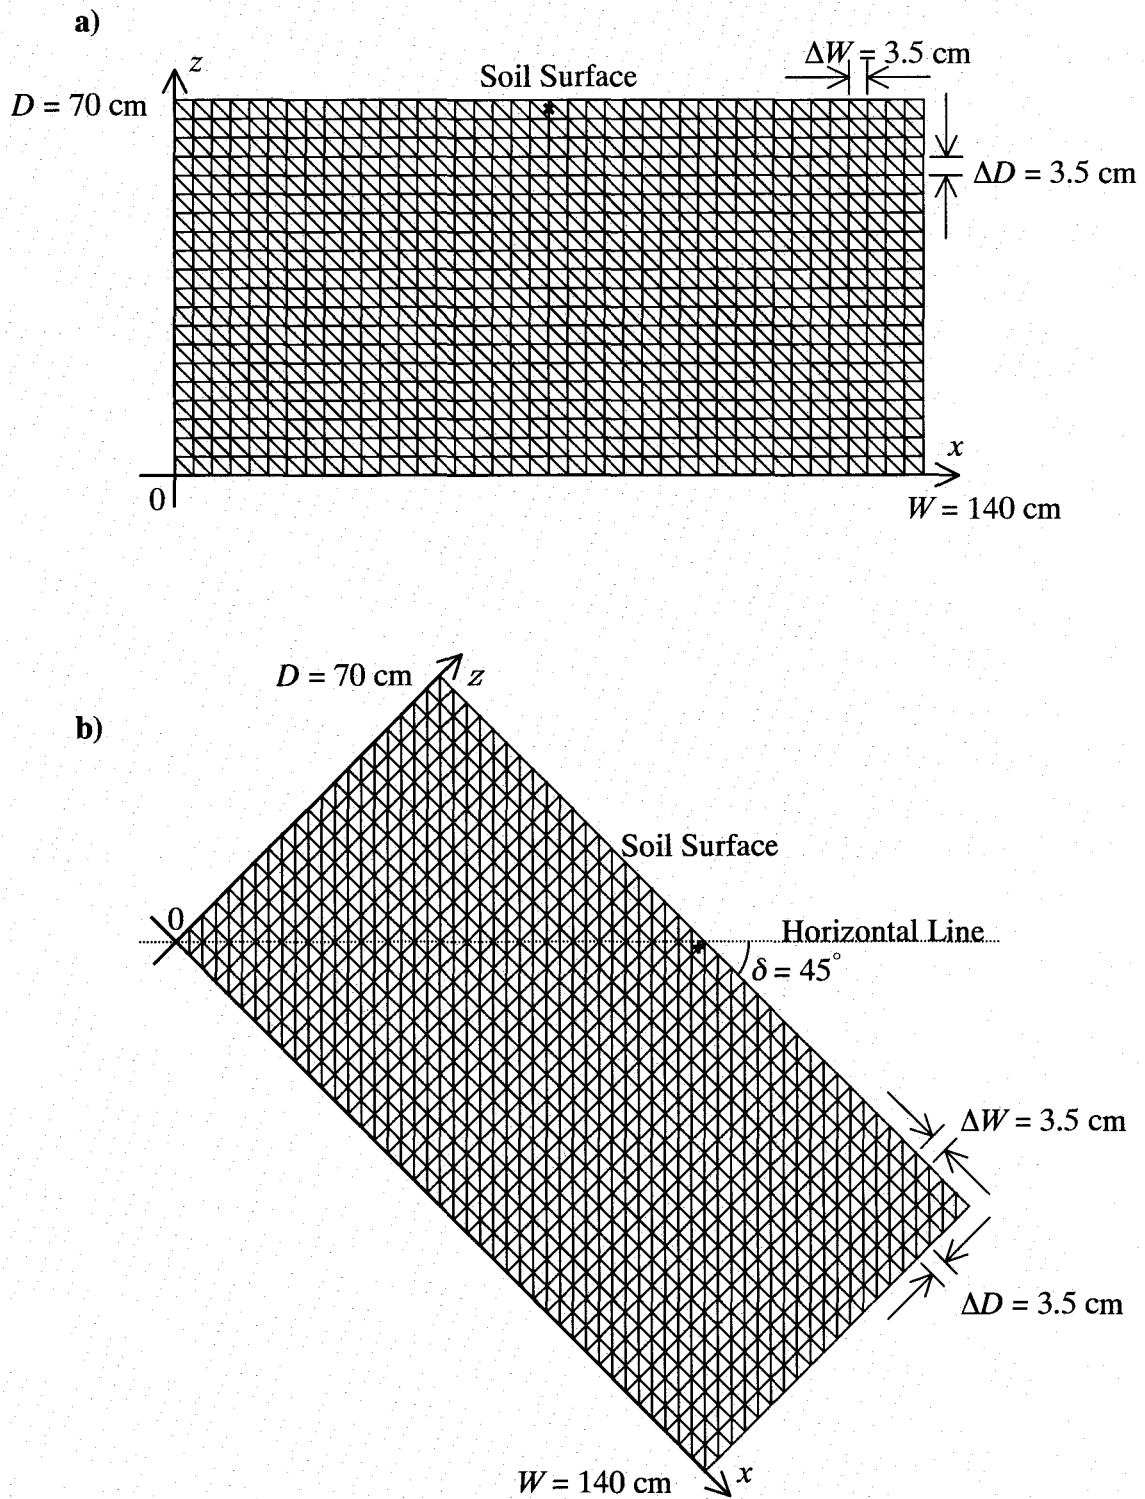 a)
z
ΔW = 3.5 cm
Soil Surface
D = 70 cm
ΔD = 3.5 cm
x
0
W = 140 cm
D = 70 cm
z
b)
Soil Surface
0
Horizontal Line
δ = 45°
ΔW = 3.5 cm
ΔD = 3.5 cm
x
W = 140 cm